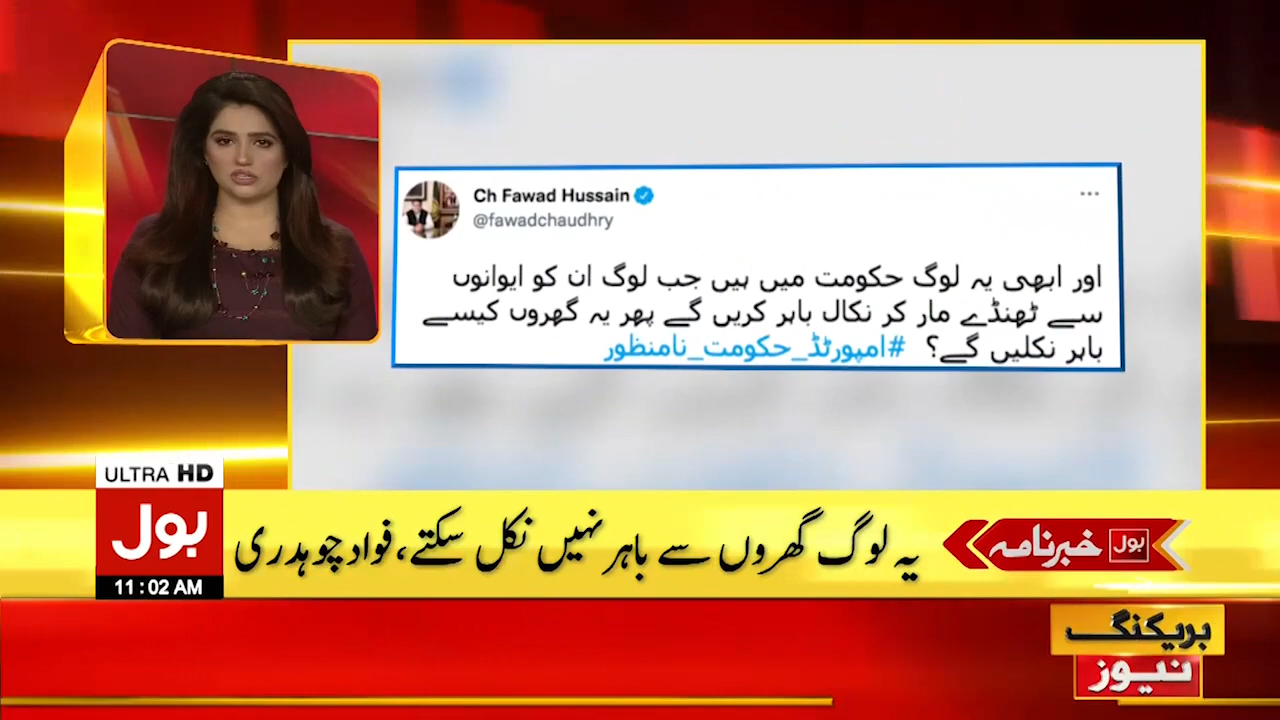 Ch Fawad Hussain
@fawadchaudhry
اور ابھی یہ لوگ حکومت میں ہیں جب لوگ ان کو ایوانوں
سے ٹھنڈے مار کر نکال باہر کریں گے پھر یہ گھروں کیسے
باہر نکلیں گے؟ #امپورٹڈ_حکومت_نامنظور
ULTRA HD
بول
11:02 AM
بول خبرنامہ
یہ لوگ گھروں سے باہر نہیں نکل سکتے، فواد چوہدری
بریکنگ
نیوز